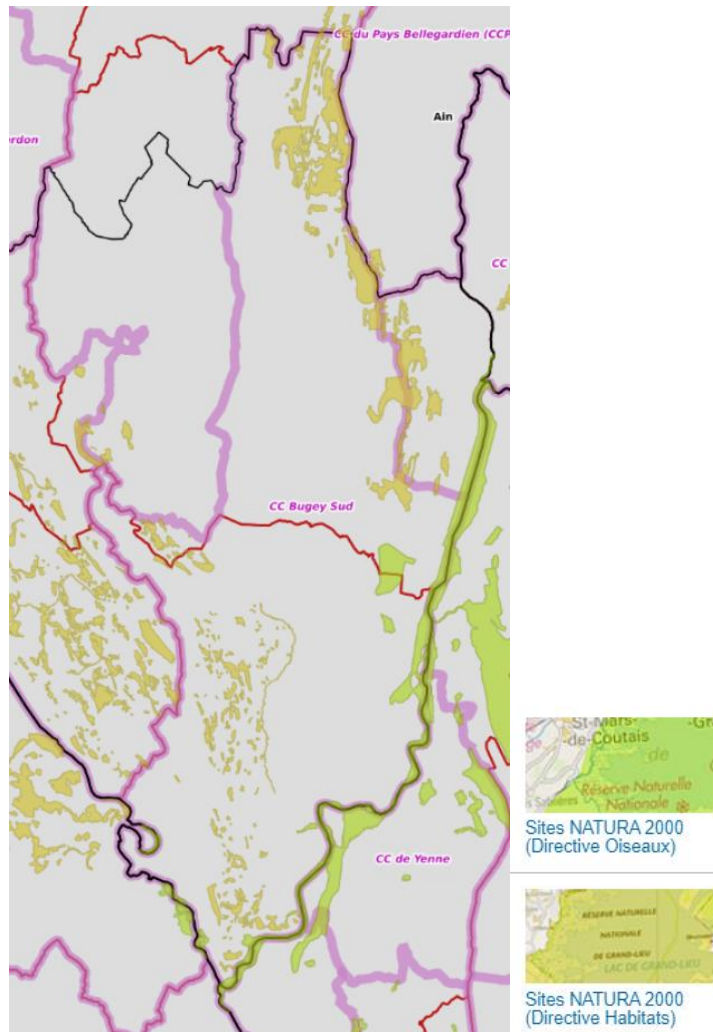 CC du Pays Bellegardien (CCP
Ain
rdon
CC
CC Bugey Sud
CC de Yenne
St-Mars-
-de-Coutais
-Gr
de
Réserve Naturelle
Nationale
Sites NATURA 2000
(Directive Oiseaux)
RÉSERVE NATURELLE
NATIONALE
DE GRAND-LIEU
LAC DE GRAND-LIEU
Sites NATURA 2000
(Directive Habitats)